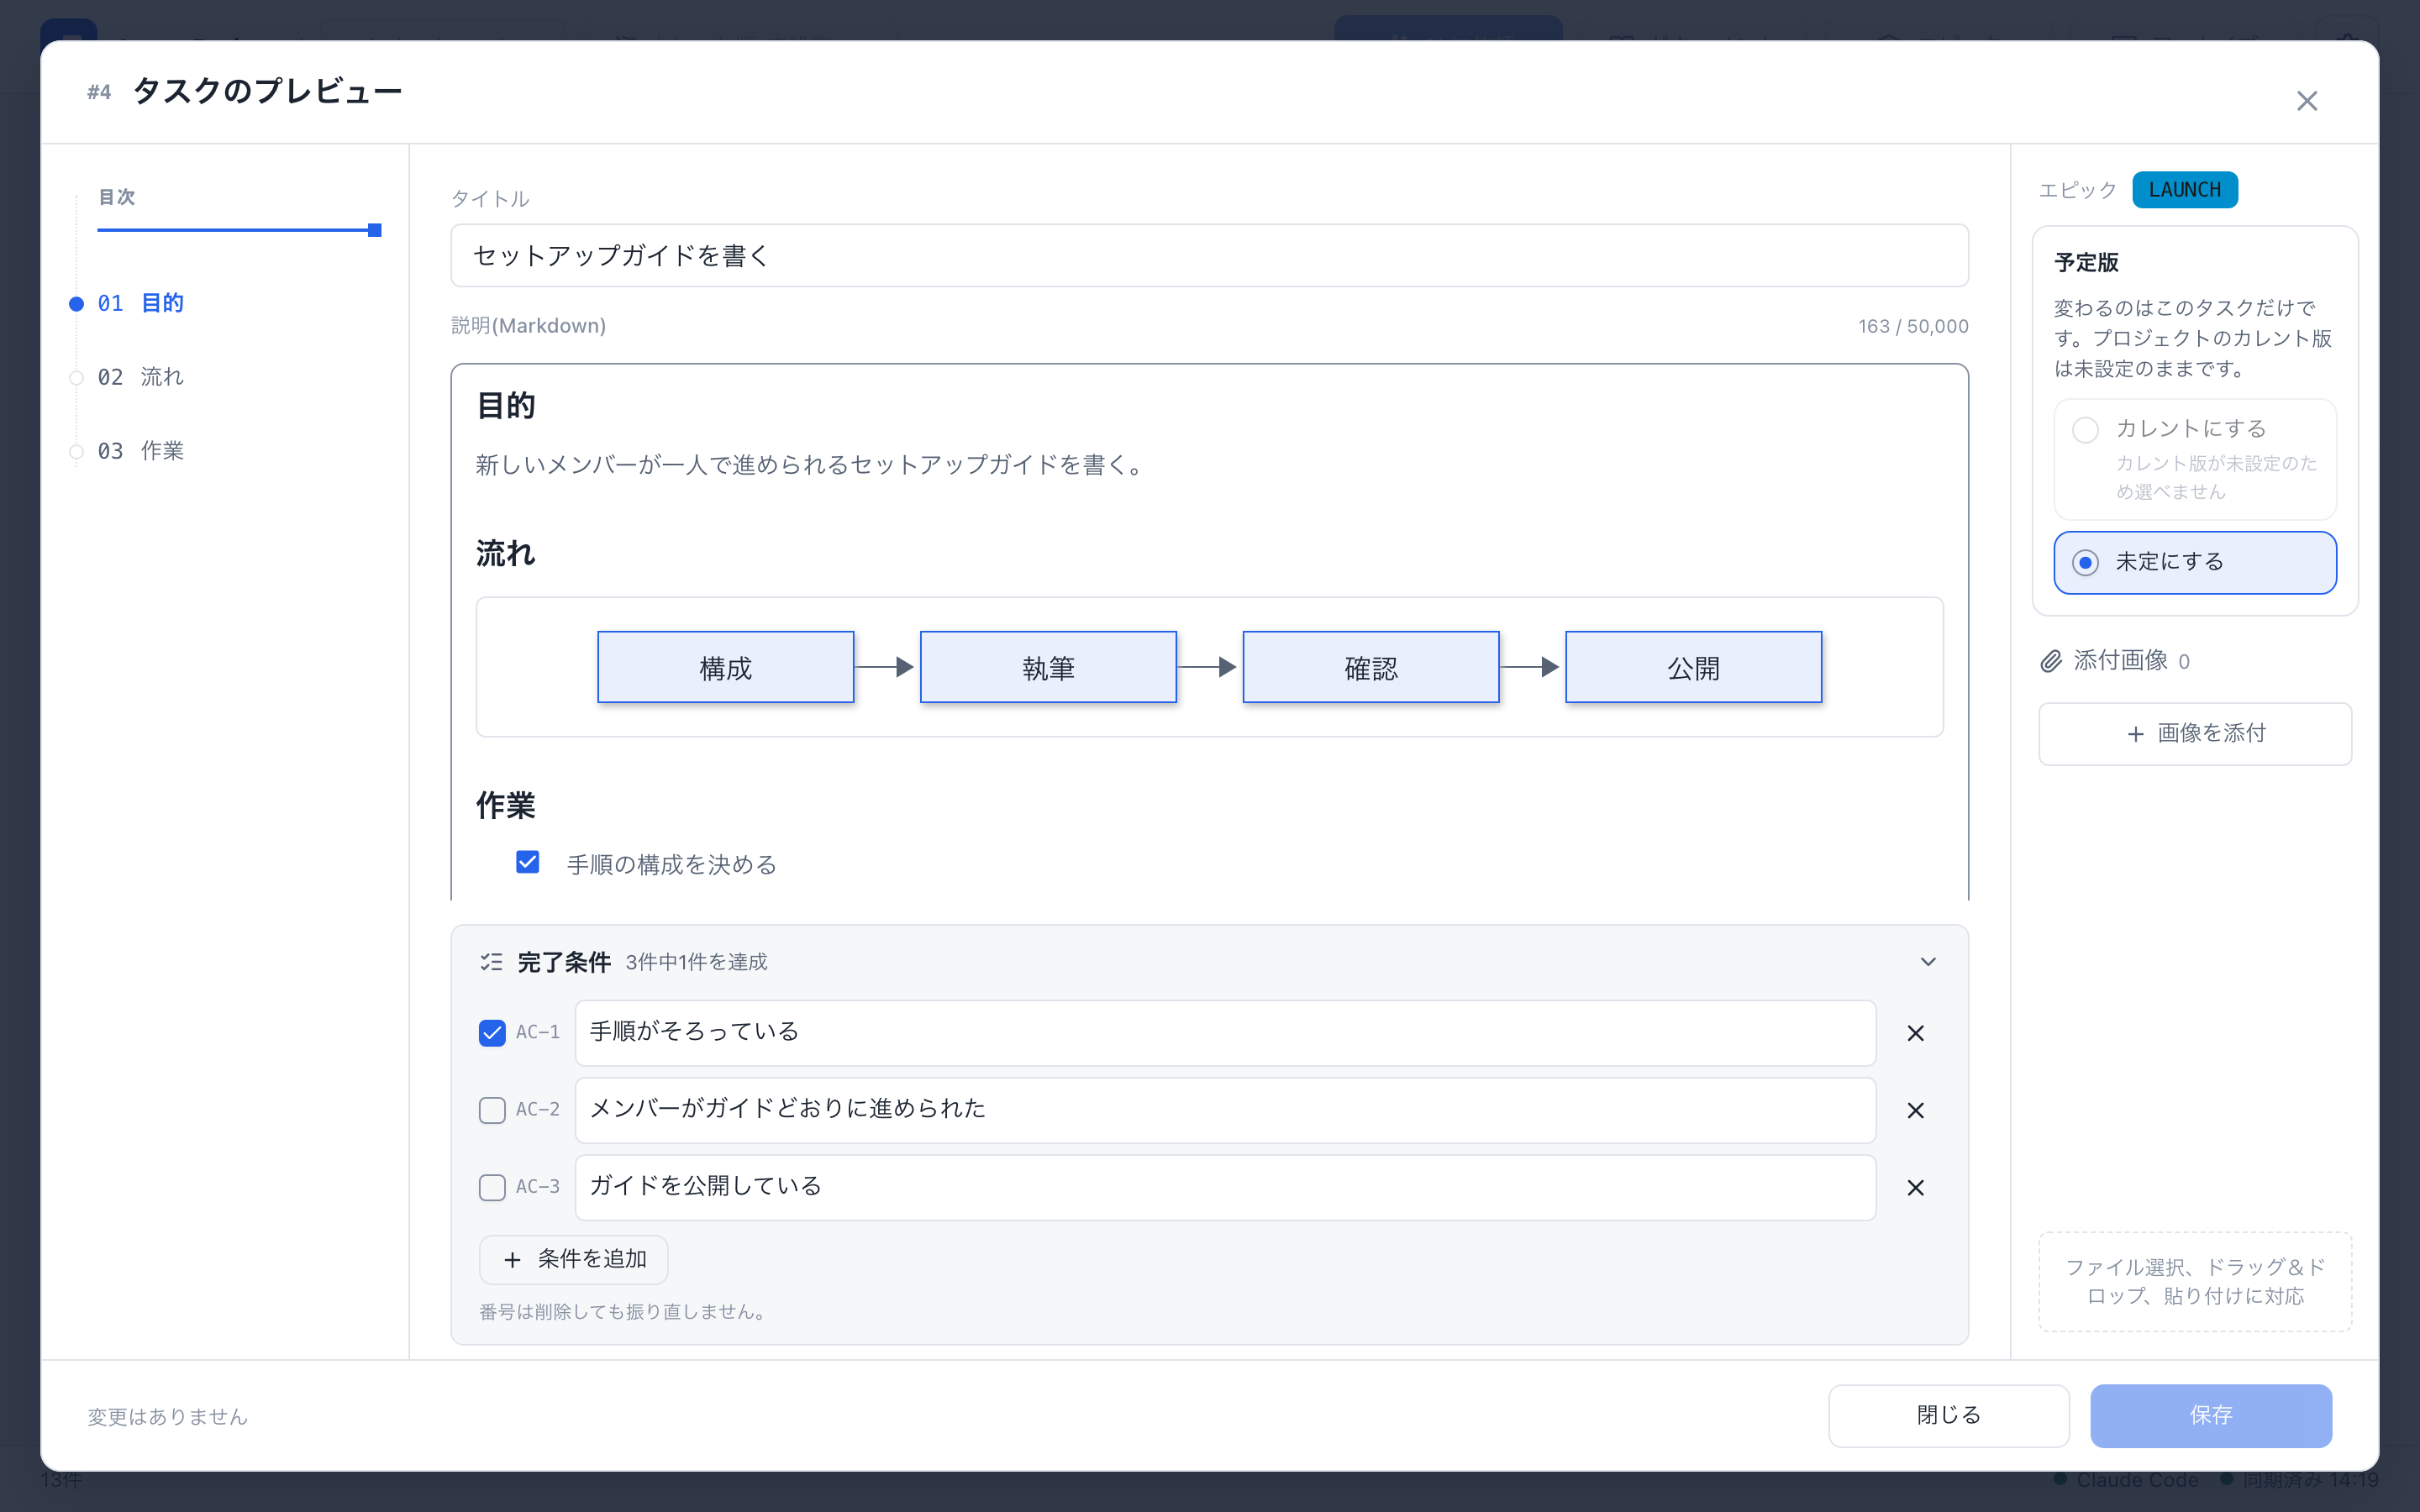 #4 タスクのプレビュー
目次
01 目的
02 流れ
03 作業
タイトル
セットアップガイドを書く
説明(Markdown)
163 / 50,000
目的
新しいメンバーが一人で進められるセットアップガイドを書く。
流れ
構成
執筆
確認
公開
作業
手順の構成を決める
完了条件 3件中1件を達成
AC-1 手順がそろっている
AC-2 メンバーがガイドどおりに進められた
AC-3 ガイドを公開している
条件を追加
番号は削除しても振り直しません。
エピック LAUNCH
予定版
変わるのはこのタスクだけで
す。プロジェクトのカレント版
は未設定のままです。
カレントにする
カレント版が未設定のた
め選べません
未定にする
添付画像 0
画像を添付
ファイル選択、ドラッグ&ド
ロップ、貼り付けに対応
変更はありません
閉じる
保存
13件
Claude Code
同期済み 14:19